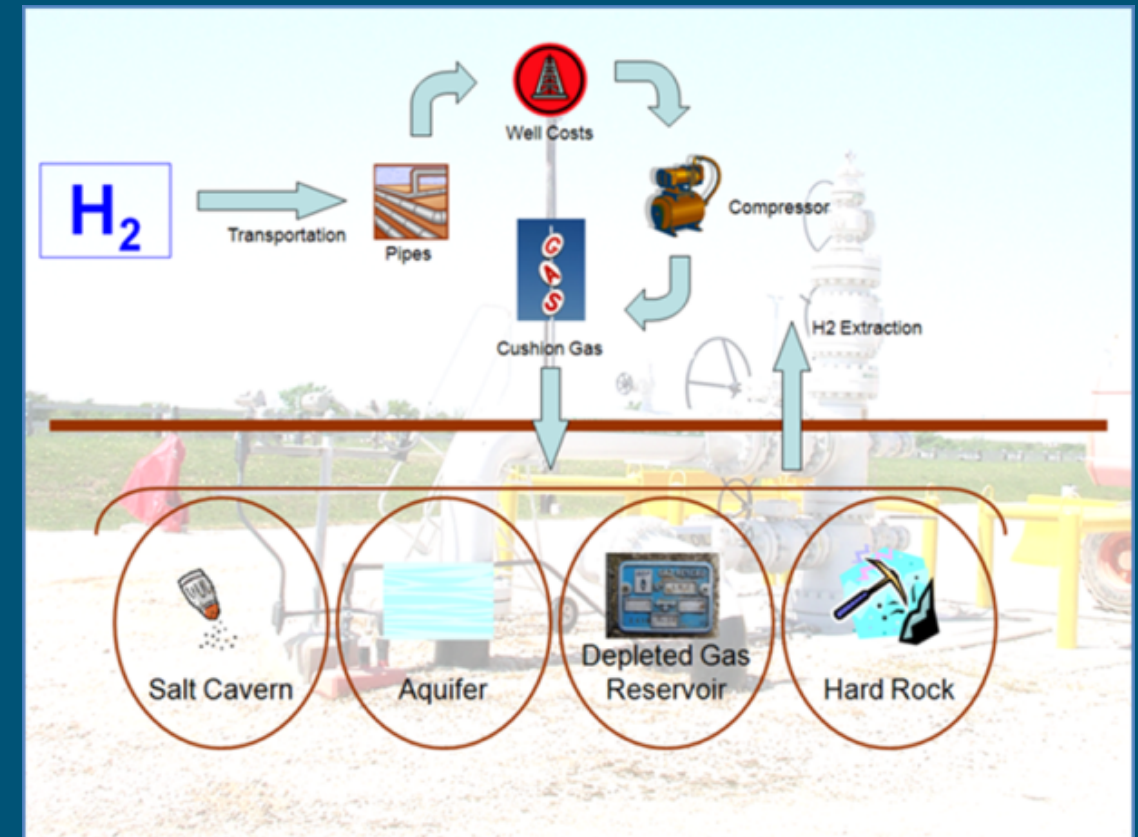 H₂
Transportation
Pipes
Well Costs
Compressor
GAS
Cushion Gas
H2 Extraction
Salt Cavern
Aquifer
Depleted Gas
Reservoir
Hard Rock